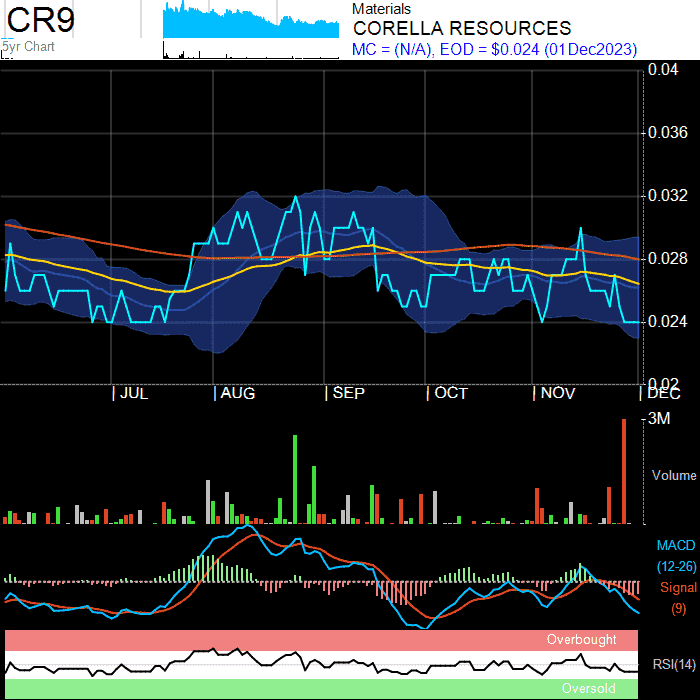 CR9
5yr Chart
Materials
CORELLA RESOURCES
MC = (N/A), EOD = $0.024 (01Dec2023)
0.04
0.036
0.032
0.028
0.024
0.02
JUL AUG SEP OCT NOV DEC
3M
Volume
MACD
(12-26)
Signal
(9)
Overbought
RSI(14)
Oversold